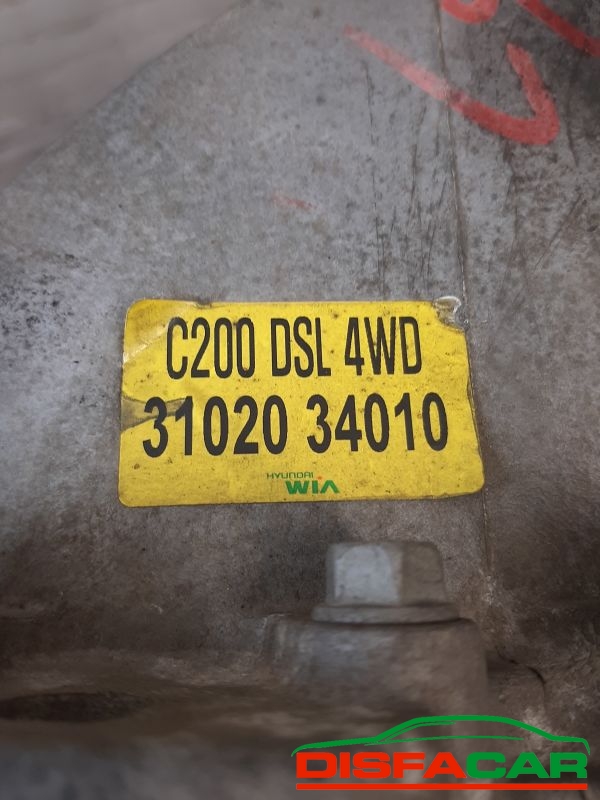 C200 DSL 4WD
31020 34010
HYUNDAI
WIA
DISFACAR